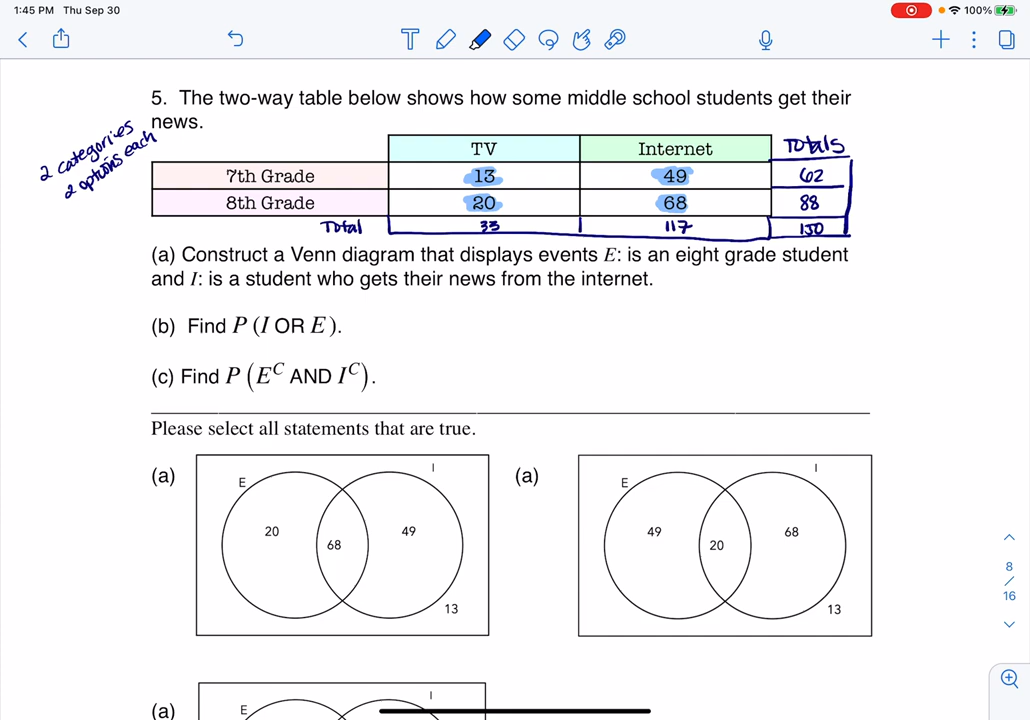 1:45 PM Thu Sep 30
100%
5. The two-way table below shows how some middle school students get their
news.
2 categories
2 options each
TV Internet Totals
7th Grade 13 49 62
8th Grade 20 68 88
Total 33 117 150
(a) Construct a Venn diagram that displays events E: is an eight grade student
and I: is a student who gets their news from the internet.
(b) Find P (I OR E).
(c) Find P (E^C AND I^C).
Please select all statements that are true.
(a)
E I
20 68 49
13
(a)
E I
49 20 68
13
(a)
E I
8
/
16